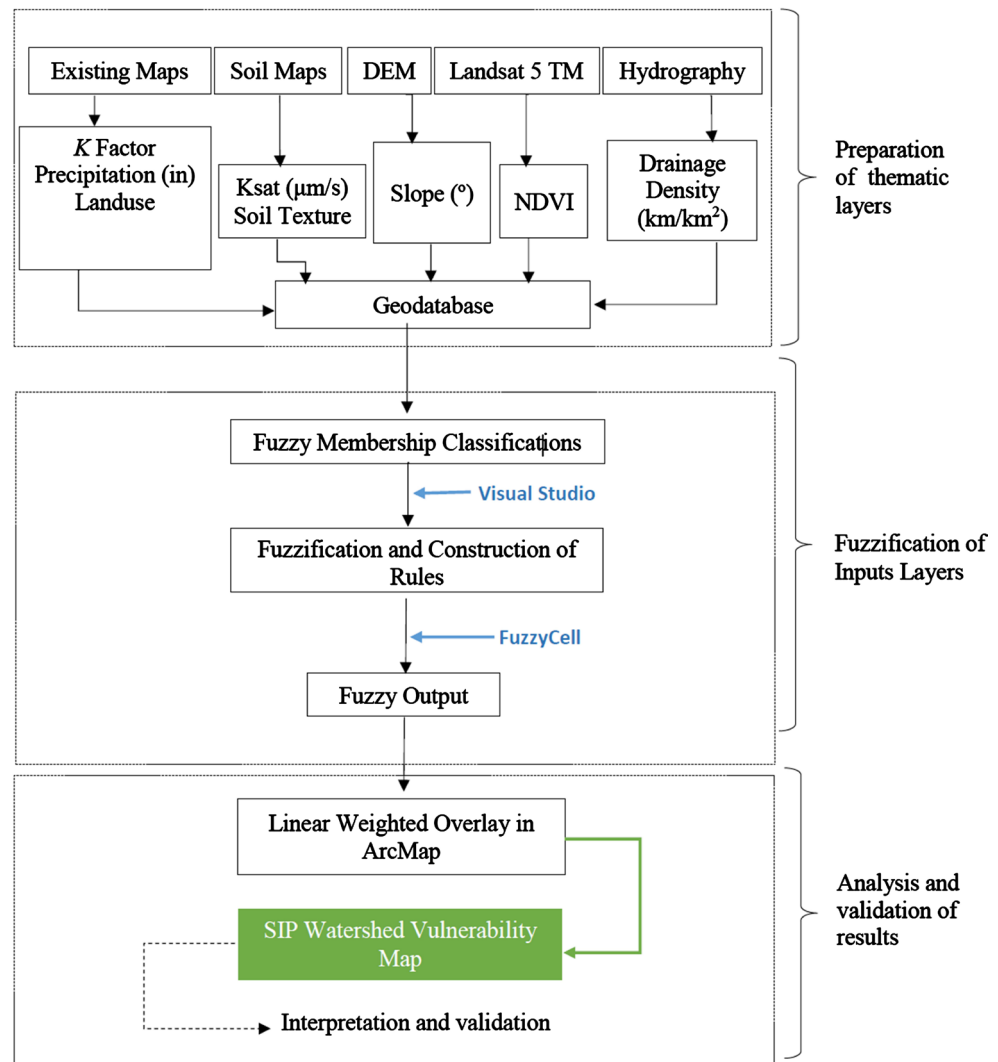 Existing Maps
Soil Maps
DEM
Landsat 5 TM
Hydrography
K Factor
Precipitation (in)
Landuse
Ksat (µm/s)
Soil Texture
Slope (º)
NDVI
Drainage
Density
(km/km²)
Geodatabase
Preparation
of thematic
layers
Fuzzy Membership Classifications
Visual Studio
Fuzzification and Construction of
Rules
FuzzyCell
Fuzzy Output
Fuzzification of
Inputs Layers
Linear Weighted Overlay in
ArcMap
SIP Watershed Vulnerability
Map
Interpretation and validation
Analysis and
validation of
results